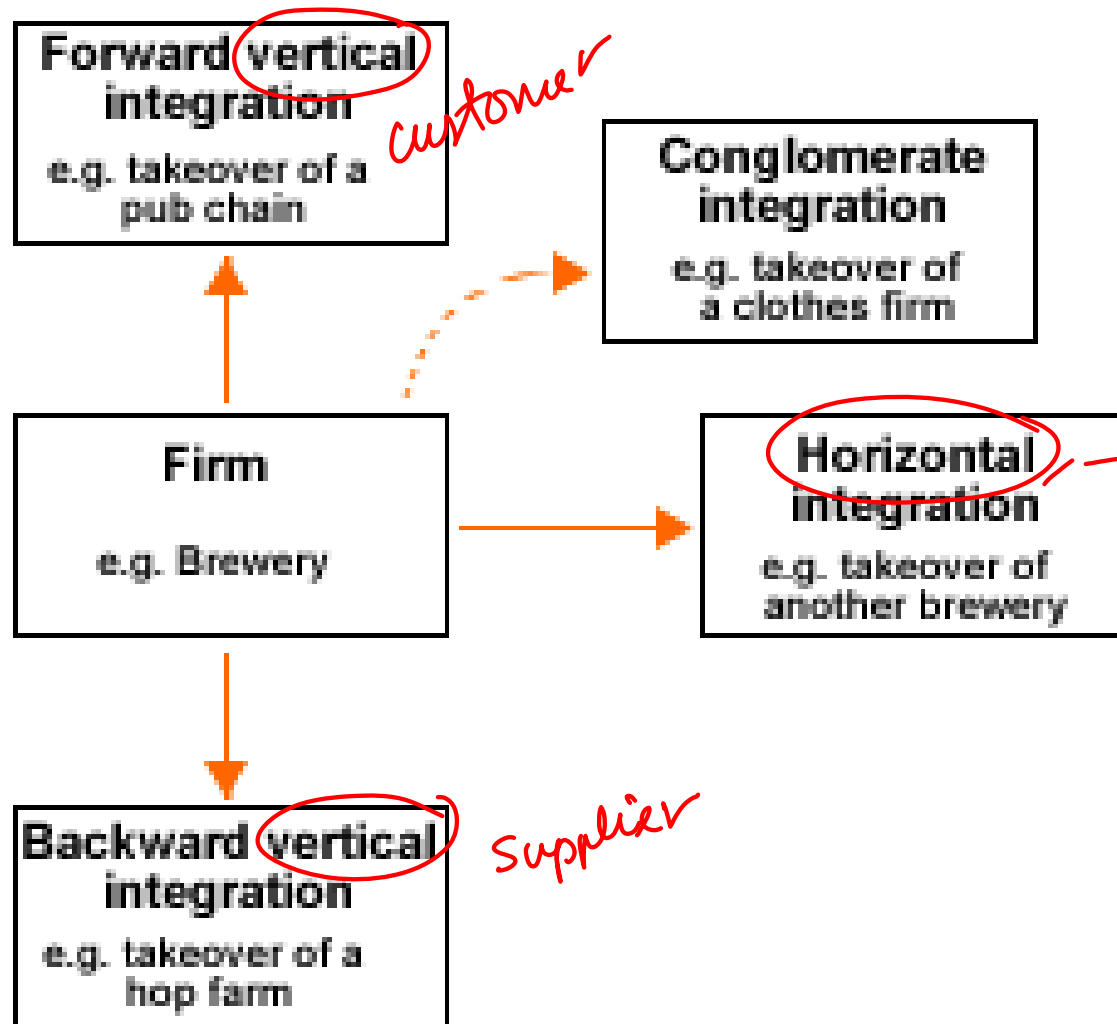 Forward vertical
integration
e.g. takeover of a
pub chain
customer
Conglomerate
integration
e.g. takeover of
a clothes firm
Firm
e.g. Brewery
Horizontal
integration
e.g. takeover of
another brewery
Backward vertical
integration
e.g. takeover of a
hop farm
supplier